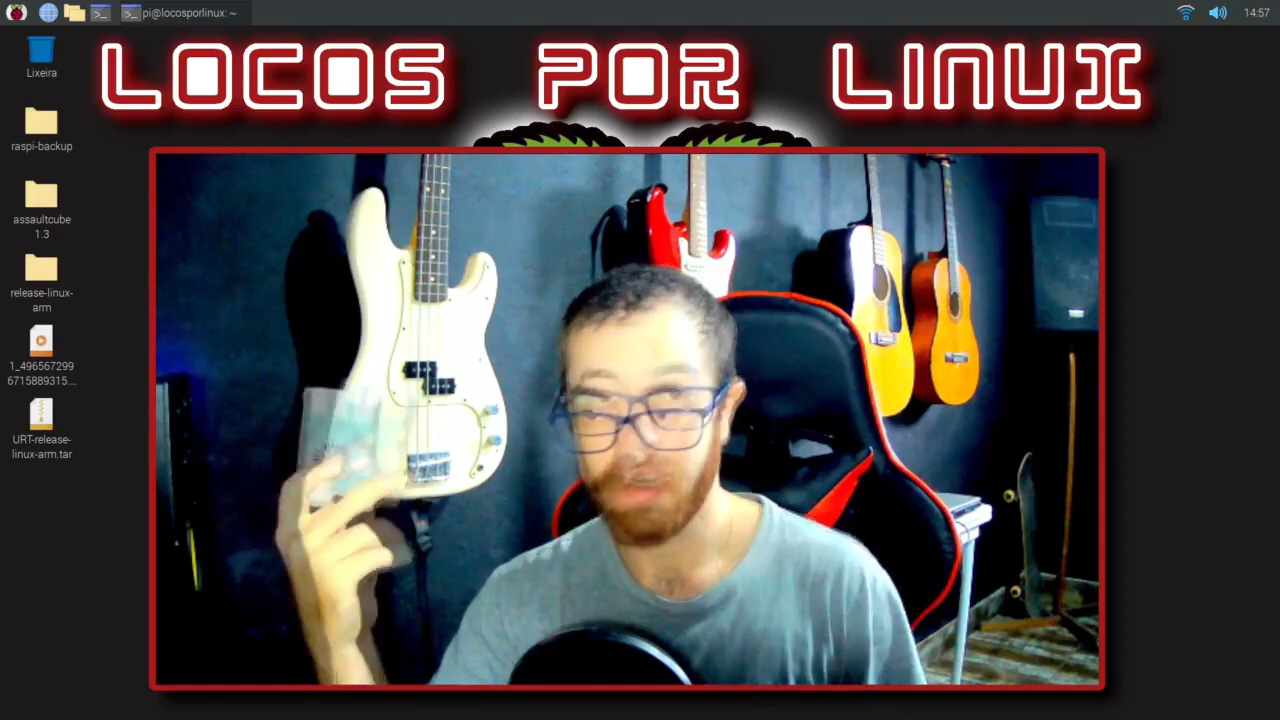 pi@locosporlinux: ~
14:57
LOCOS POR LINUX
Lixeira
raspi-backup
assaultcube
1.3
release-linux-
arm
1_496567299
6715889315...
URT-release-
linux-arm.tar